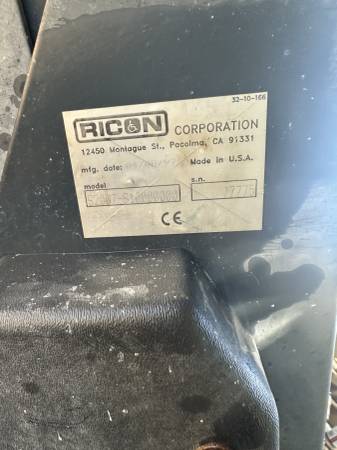 32-10-166
RICON CORPORATION
12450 Montague St., Pacoima, CA 91331
mfg. date: Made in U.S.A.
model s.n.
CE